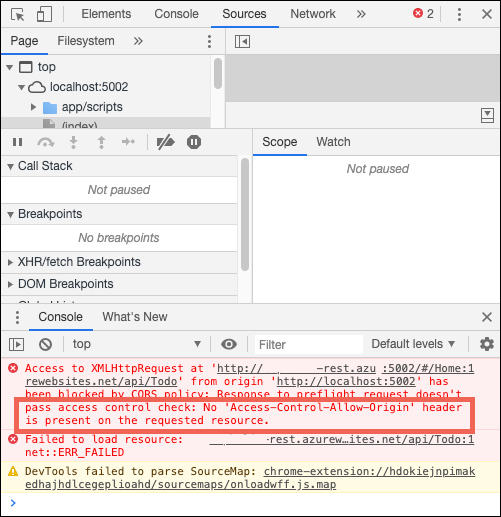 Elements Console Sources Network » 2
Page Filesystem »
top
localhost:5002
app/scripts
(index)
Scope Watch
Call Stack
Not paused
Not paused
Breakpoints
No breakpoints
XHR/fetch Breakpoints
DOM Breakpoints
Console What's New
top Filter Default levels
Access to XMLHttpRequest at 'http:// -rest.azu :5002/#/Home:1
rewebsites.net/api/Todo' from origin 'http://localhost:5002' has
been blocked by CORS policy: Response to preflight request doesn't
pass access control check: No 'Access-Control-Allow-Origin' header
is present on the requested resource.
Failed to load resource: -rest.azurew…ites.net/api/Todo:1
net::ERR_FAILED
DevTools failed to parse SourceMap: chrome-extension://hdokiejnpimak
edhajhdlcegeplioahd/sourcemaps/onloadwff.js.map